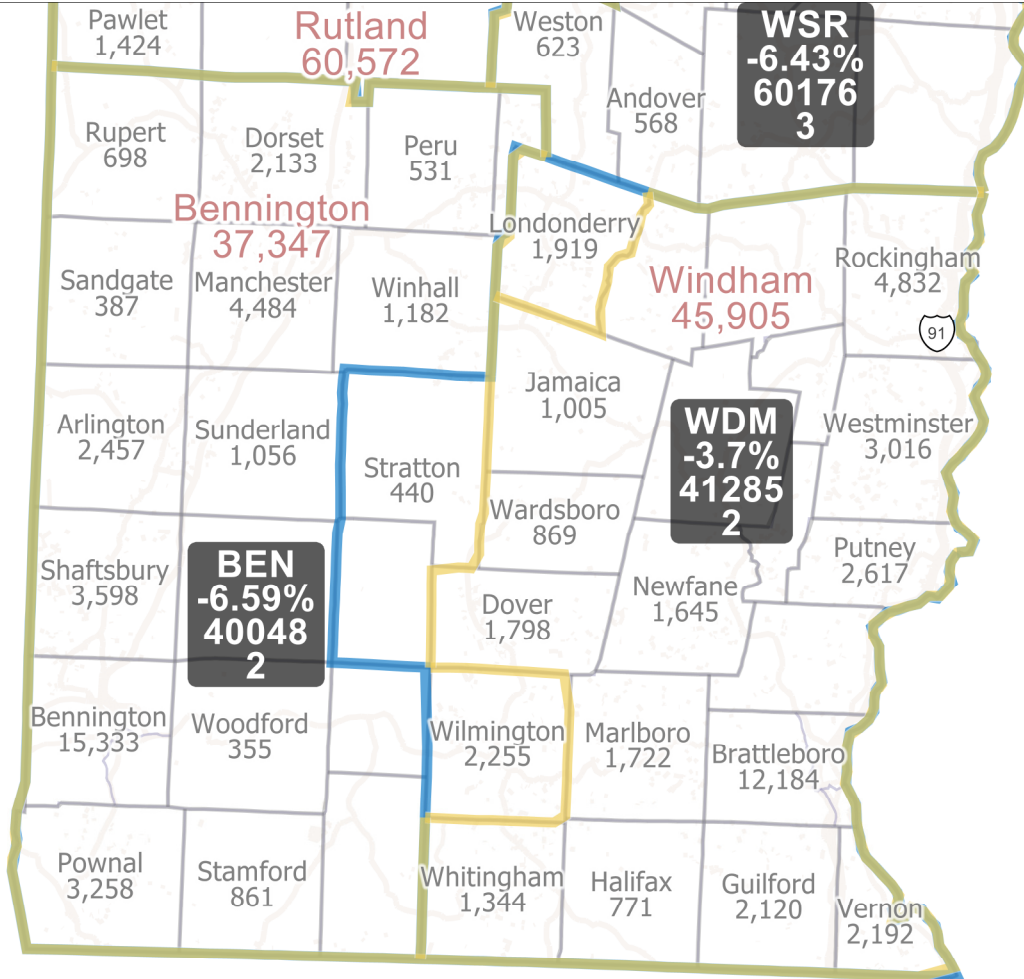 Pawlet
1,424
Rutland
60,572
Weston
623
WSR
-6.43%
60176
3
Andover
568
Rupert
698
Dorset
2,133
Peru
531
Bennington
37,347
Londonderry
1,919
Windham
45,905
Rockingham
4,832
Sandgate
387
Manchester
4,484
Winhall
1,182
91
Jamaica
1,005
Arlington
2,457
Sunderland
1,056
Stratton
440
WDM
-3.7%
41285
2
Westminster
3,016
Wardsboro
869
Shaftsbury
3,598
BEN
-6.59%
40048
2
Dover
1,798
Newfane
1,645
Putney
2,617
Bennington
15,333
Woodford
355
Wilmington
2,255
Marlboro
1,722
Brattleboro
12,184
Pownal
3,258
Stamford
861
Whitingham
1,344
Halifax
771
Guilford
2,120
Vernon
2,192